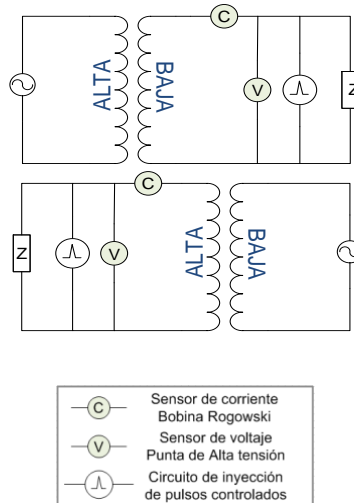 C
ALTA
BAJA
V
Z
C
Z
V
ALTA
BAJA
C
Sensor de corriente
Bobina Rogowski
V
Sensor de voltaje
Punta de Alta tensión
Circuito de inyección
de pulsos controlados